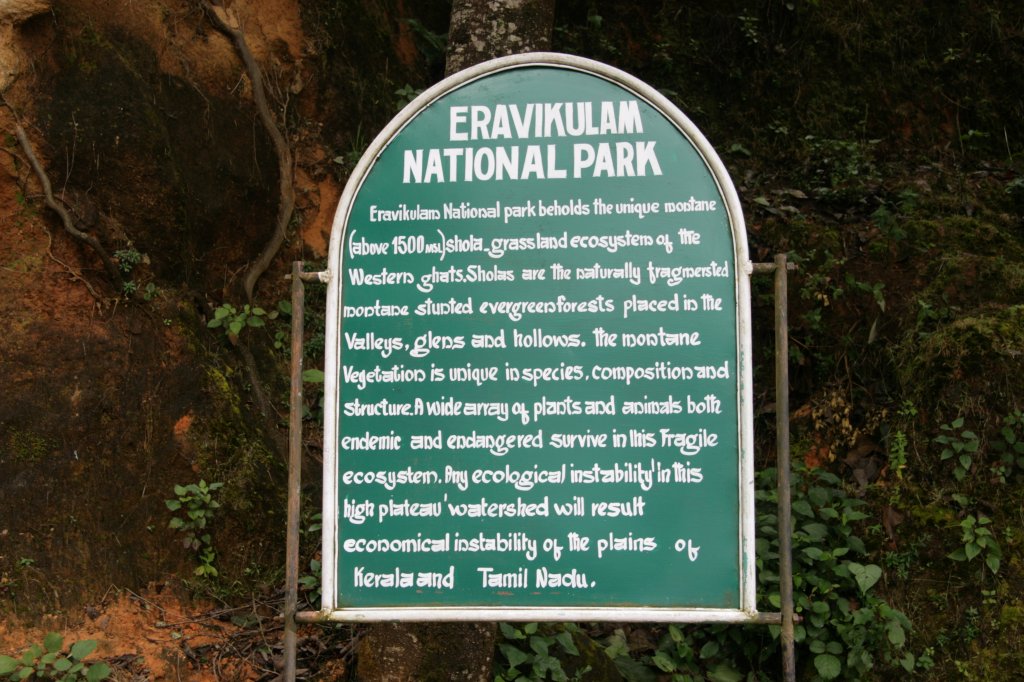 ERAVIKULAM
NATIONAL PARK
Eravikulam National park beholds the unique montane
(above 1500 MSL) shola-grassland ecosystem of the
Western ghats. Sholas are the naturally fragmented
montane stunted evergreen forests placed in the
Valleys, glens and hollows. the montane
Vegetation is unique in species, composition and
structure. A wide array of plants and animals both
endemic and endangered survive in this Fragile
ecosystem. Any ecological instability' in this
high plateau' watershed will result
economical instability of the plains of
Kerala and Tamil Nadu.